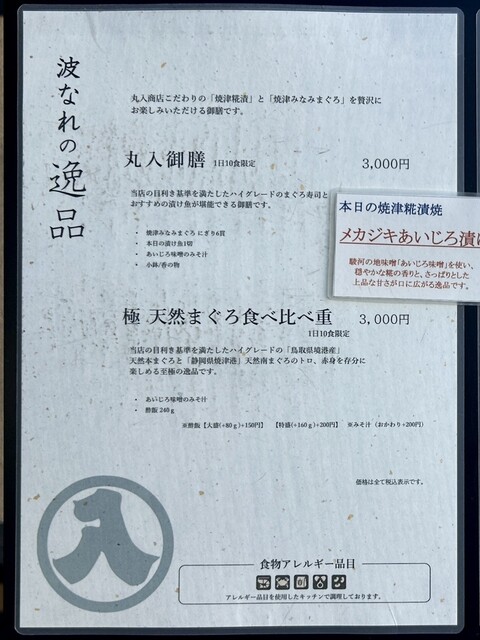 波なれの逸品
丸入商店こだわりの「焼津糀漬」と「焼津みなみまぐろ」を贅沢に
お楽しみいただける御膳です。
丸入御膳 1日10食限定 3,000円
当店の目利き基準を満たしたハイグレードのまぐろ寿司と
おすすめの漬け魚が堪能できる御膳です。
・ 焼津みなみまぐろ にぎり6貫
・ 本日の漬け魚1切
・ あいじろ味噌のみそ汁
・ 小鉢/香の物
本日の焼津糀漬焼
メカジキあいじろ漬け
駿河の地味噌「あいじろ味噌」を使い、
穏やかな糀の香りと、さっぱりとした
上品な甘さが口に広がる逸品です。
極 天然まぐろ食べ比べ重 3,000円
1日10食限定
当店の目利き基準を満たしたハイグレードの「鳥取県境港産」
天然本まぐろと「静岡県焼津港」天然南まぐろのトロ、赤身を存分に
楽しめる至極の逸品です。
・ あいじろ味噌のみそ汁
・ 酢飯 240g
※酢飯【大盛(+80g)+150円】 【特盛(+160g)+200円】 ※みそ汁（おかわり+200円）
価格は全て税込表示です。
入
食物アレルギー品目
アレルギー品目を使用したキッチンで調理しております。